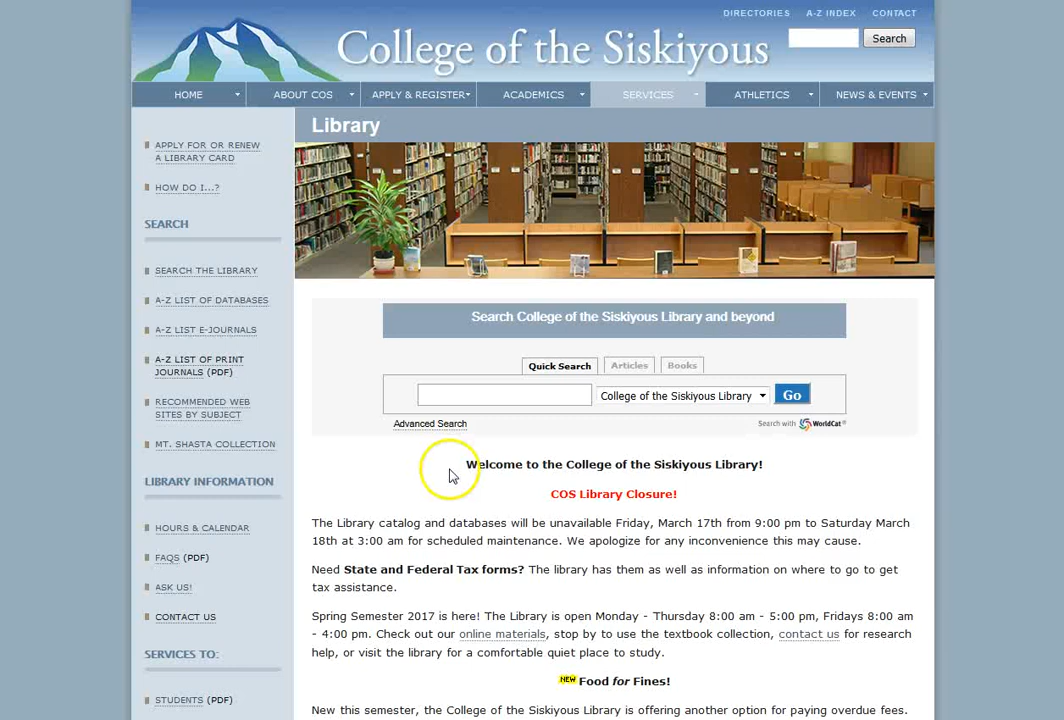 DIRECTORIES A-Z INDEX CONTACT
College of the Siskiyous
Search
HOME ABOUT COS APPLY & REGISTER ACADEMICS SERVICES ATHLETICS NEWS & EVENTS
Library
APPLY FOR OR RENEW
A LIBRARY CARD
HOW DO I...?
SEARCH
SEARCH THE LIBRARY
A-Z LIST OF DATABASES
A-Z LIST E-JOURNALS
A-Z LIST OF PRINT
JOURNALS (PDF)
RECOMMENDED WEB
SITES BY SUBJECT
MT. SHASTA COLLECTION
LIBRARY INFORMATION
HOURS & CALENDAR
FAQS (PDF)
ASK US!
CONTACT US
SERVICES TO:
STUDENTS (PDF)
Search College of the Siskiyous Library and beyond
Quick Search Articles Books
College of the Siskiyous Library Go
Advanced Search Search with WorldCat®
Welcome to the College of the Siskiyous Library!
COS Library Closure!
The Library catalog and databases will be unavailable Friday, March 17th from 9:00 pm to Saturday March
18th at 3:00 am for scheduled maintenance. We apologize for any inconvenience this may cause.
Need State and Federal Tax forms? The library has them as well as information on where to go to get
tax assistance.
Spring Semester 2017 is here! The Library is open Monday - Thursday 8:00 am - 5:00 pm, Fridays 8:00 am
- 4:00 pm. Check out our online materials, stop by to use the textbook collection, contact us for research
help, or visit the library for a comfortable quiet place to study.
NEW Food for Fines!
New this semester, the College of the Siskiyous Library is offering another option for paying overdue fees.